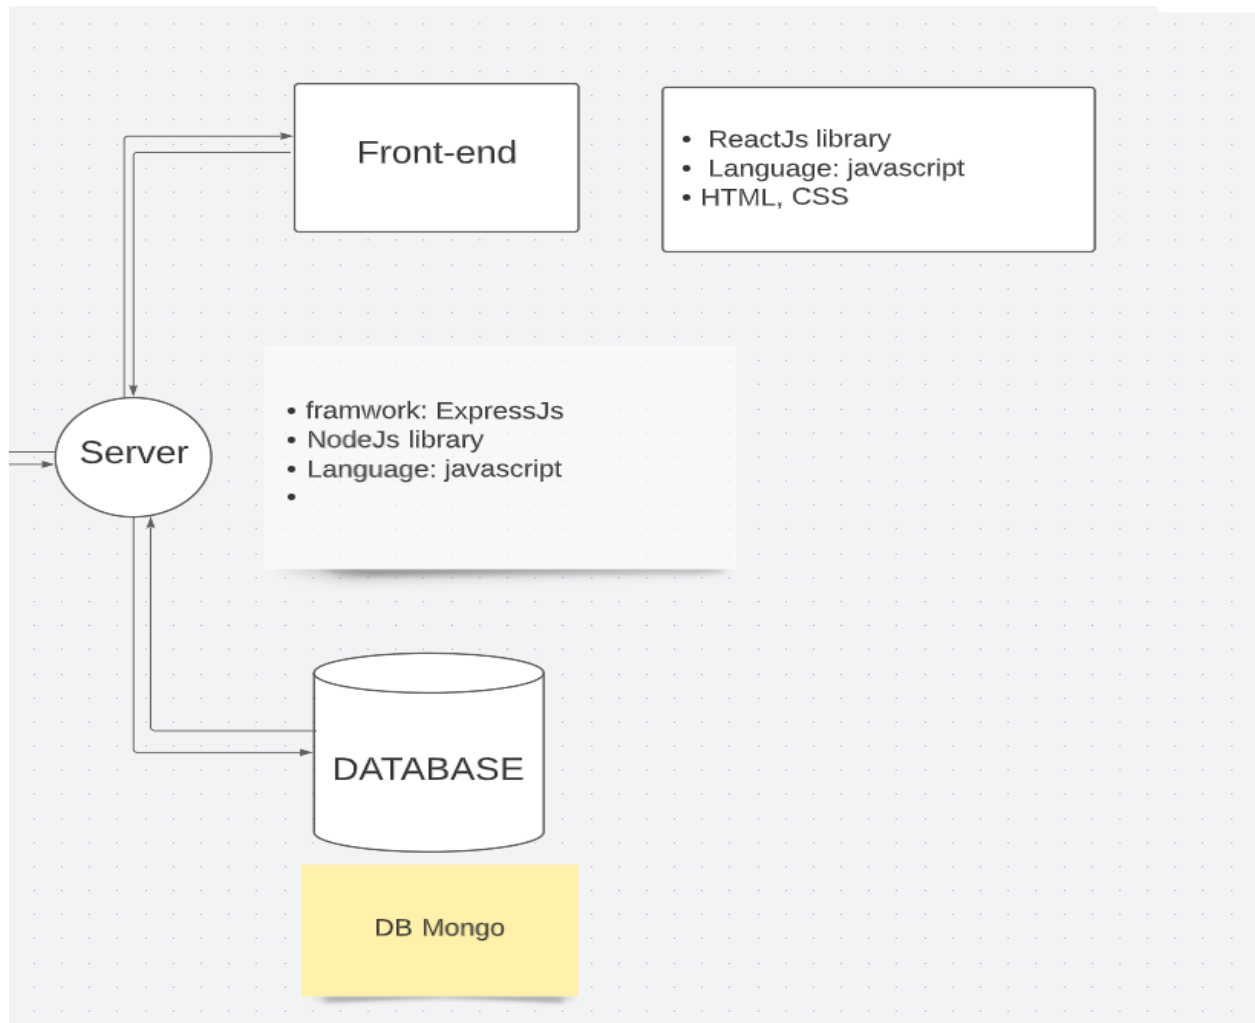 Front-end
• ReactJs library
• Language: javascript
• HTML, CSS
Server
• framwork: ExpressJs
• NodeJs library
• Language: javascript
•
DATABASE
DB Mongo